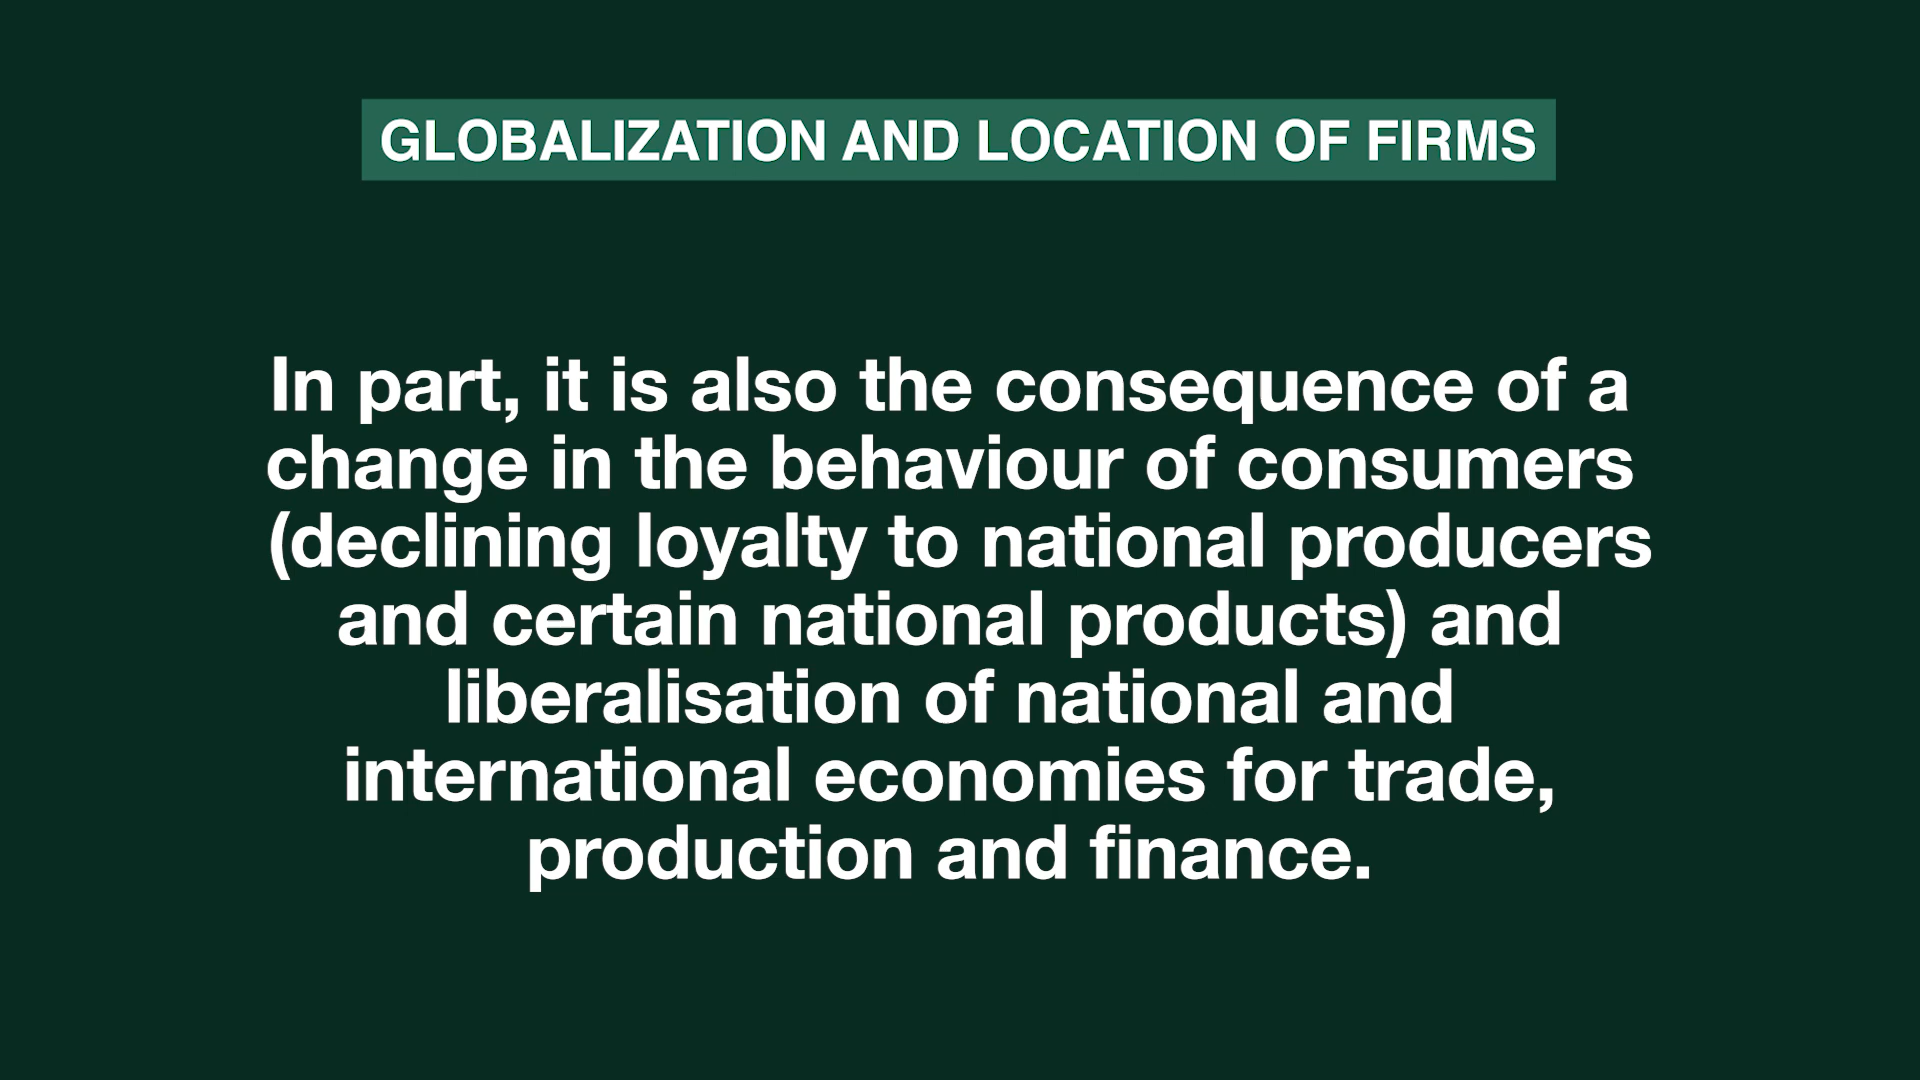 GLOBALIZATION AND LOCATION OF FIRMS
In part, it is also the consequence of a
change in the behaviour of consumers
(declining loyalty to national producers
and certain national products) and
liberalisation of national and
international economies for trade,
production and finance.